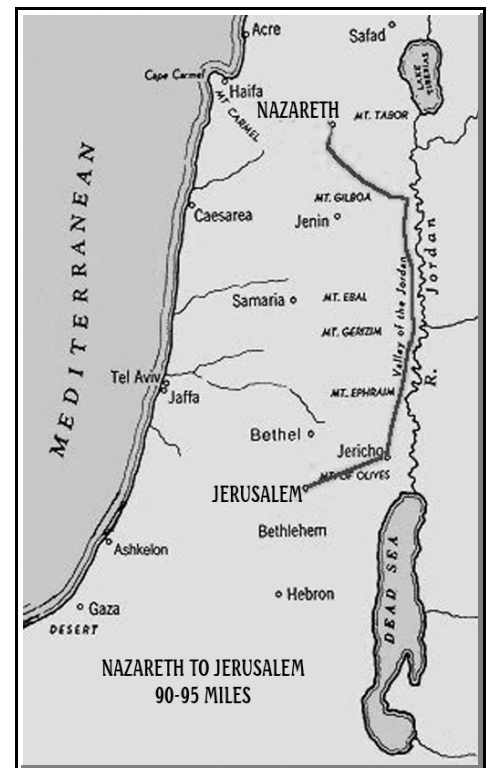 Acre
Safad
LAKE TIBERIAS
Cape Carmel
Haifa
MT CARMEL
NAZARETH
MT. TABOR
MT. GILBOA
Caesarea
Jenin
R. Jordan
MEDITERRANEAN
Valley of the Jordan
Samaria
MT. EBAL
MT. GERIZIM
Tel Aviv
Jaffa
MT. EPHRAIM
Bethel
Jericho
MT. OF OLIVES
JERUSALEM
Bethlehem
Ashkelon
DEAD SEA
Hebron
Gaza
DESERT
NAZARETH TO JERUSALEM
90-95 MILES